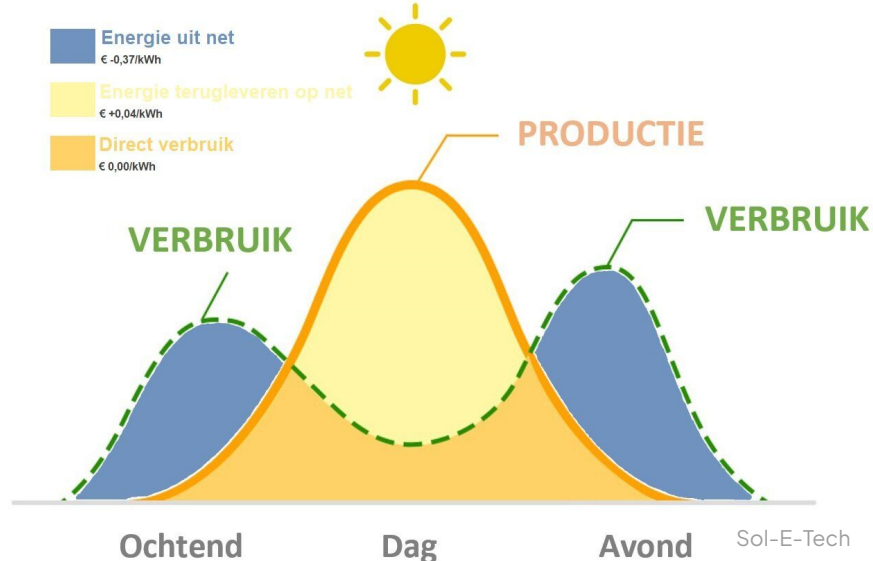 Energie uit net
€ -0,37/kWh
Energie terugleveren op net
€ +0,04/kWh
Direct verbruik
€ 0,00/kWh
PRODUCTIE
VERBRUIK
VERBRUIK
Ochtend
Dag
Avond
Sol-E-Tech